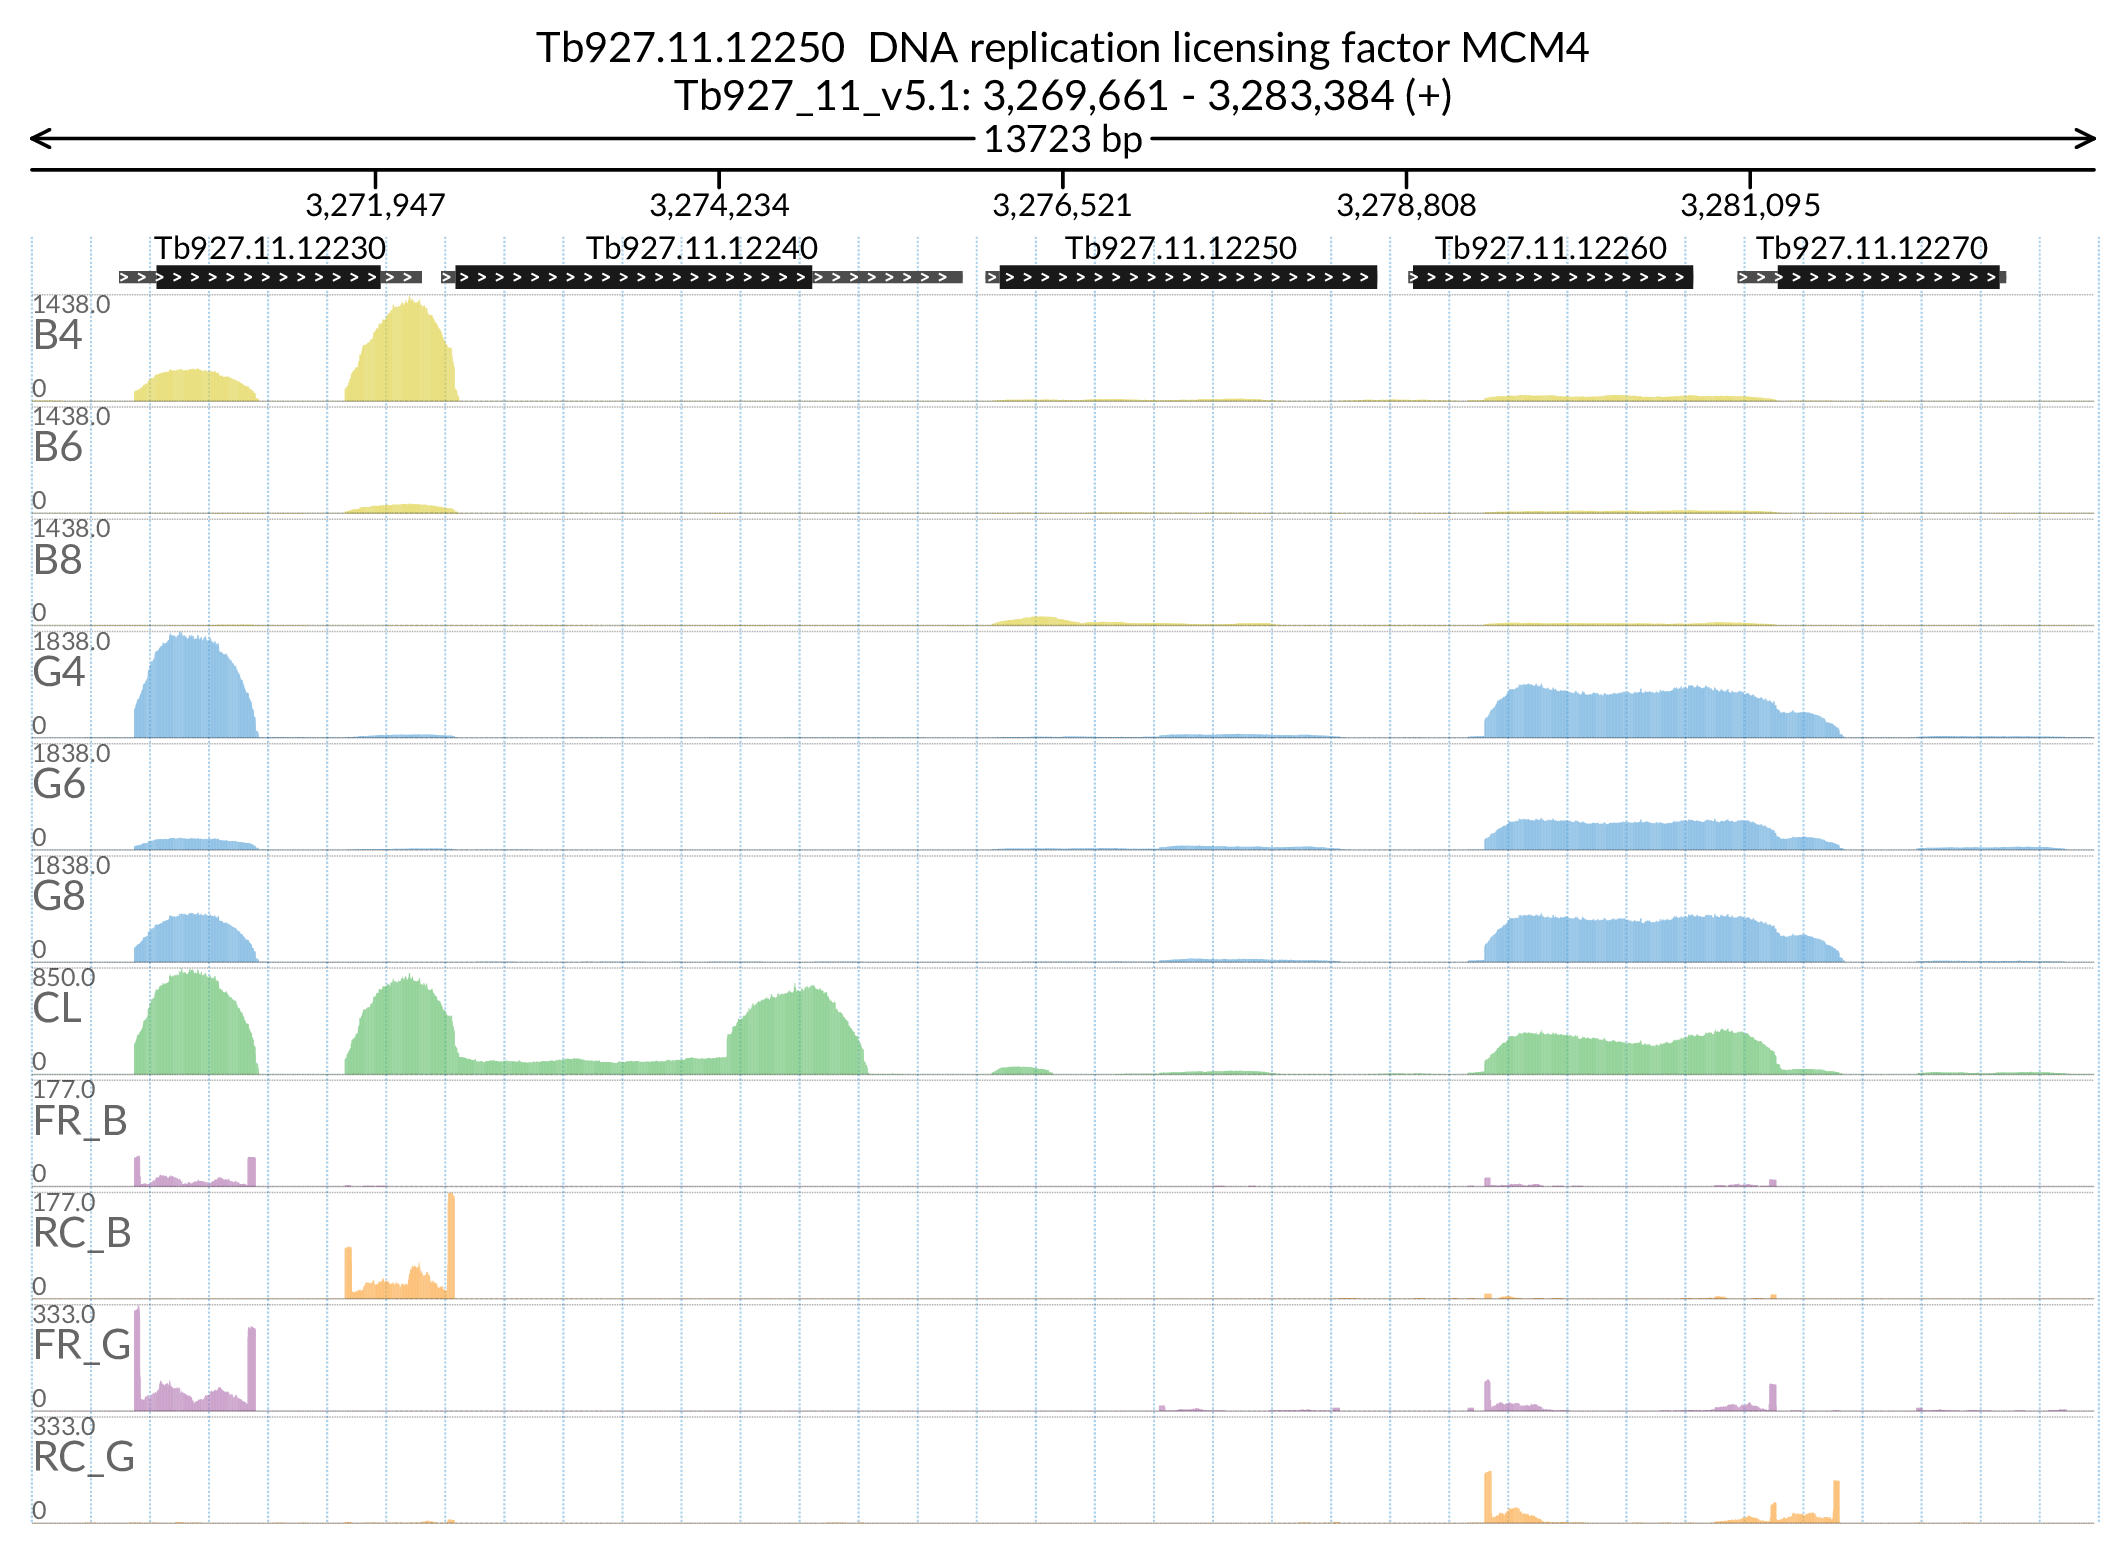 Tb927.11.12250  DNA replication licensing factor MCM4
Tb927_11_v5.1: 3,269,661 - 3,283,384 (+)
13723 bp
3,271,947 3,274,234 3,276,521 3,278,808 3,281,095
Tb927.11.12230 Tb927.11.12240 Tb927.11.12250 Tb927.11.12260 Tb927.11.12270
1438.0
B4
0
1438.0
B6
0
1438.0
B8
0
1838.0
G4
0
1838.0
G6
0
1838.0
G8
0
850.0
CL
0
177.0
FR_B
0
177.0
RC_B
0
333.0
FR_G
0
333.0
RC_G
0